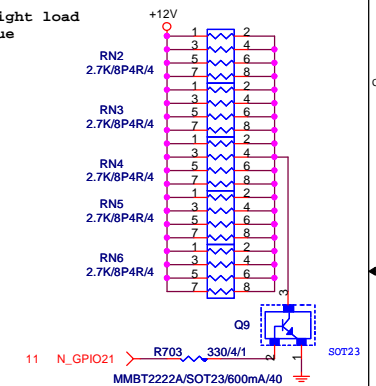 ight load
ue
+12V
1 2
3 4
RN2
5 6
2.7K/8P4R/4
7 8
1 2
3 4
RN3
5 6
2.7K/8P4R/4
7 8
1 2
3 4
RN4
5 6
2.7K/8P4R/4
7 8
1 2
3 4
RN5
5 6
2.7K/8P4R/4
7 8
1 2
3 4
RN6
5 6
2.7K/8P4R/4
7 8
3
Q9
SOT23
2 1
11 N_GPIO21 R703 330/4/1
MMBT2222A/SOT23/600mA/40